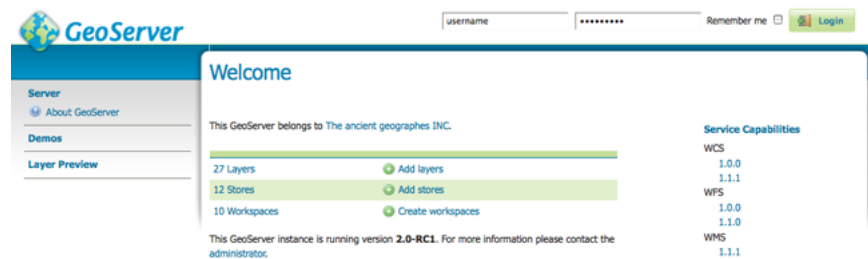 GeoServer
username
•••••••••
Remember me
Login
Server
About GeoServer
Demos
Layer Preview
Welcome
This GeoServer belongs to The ancient geographes INC.
27 Layers Add layers
12 Stores Add stores
10 Workspaces Create workspaces
This GeoServer instance is running version 2.0-RC1. For more information please contact the
administrator.
Service Capabilities
WCS
1.0.0
1.1.1
WFS
1.0.0
1.1.0
WMS
1.1.1